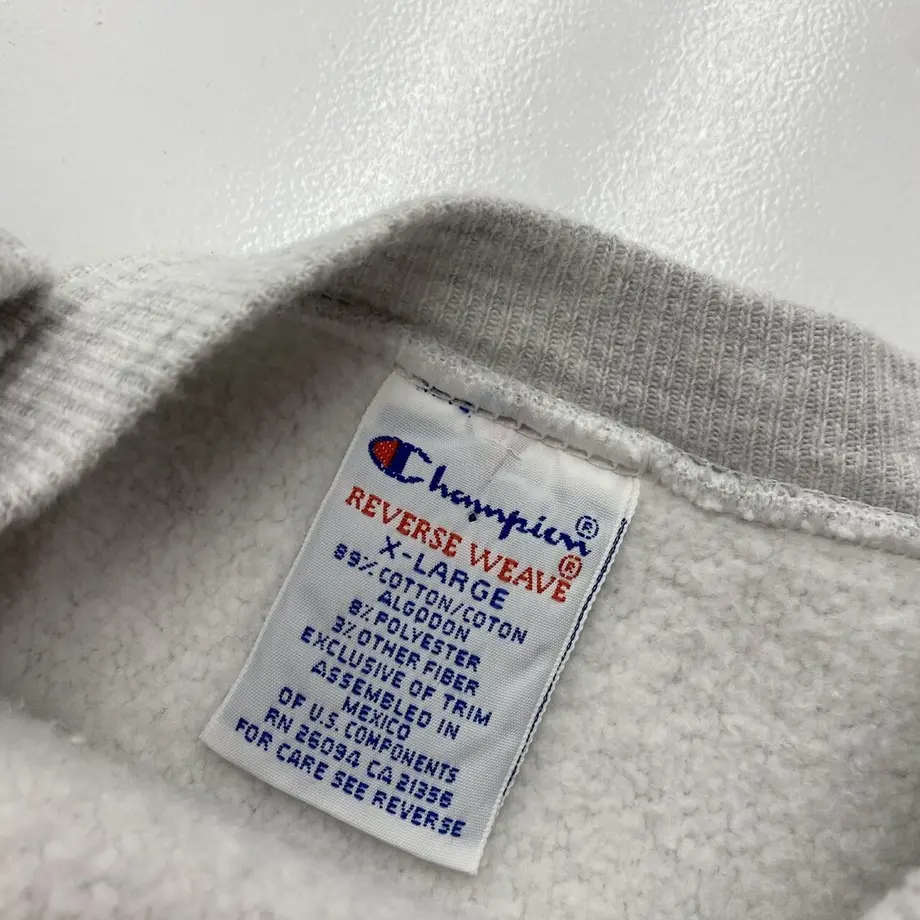 Champion®
REVERSE WEAVE®
X-LARGE
89% COTTON/COTON
ALGODON
8% POLYESTER
3% OTHER FIBER
EXCLUSIVE OF TRIM
ASSEMBLED IN
MEXICO
OF U.S. COMPONENTS
RN 26094 CA 21356
FOR CARE SEE REVERSE